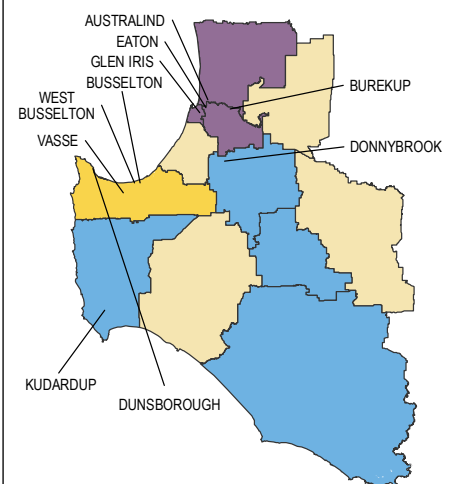 AUSTRALIND
EATON
GLEN IRIS
BUSSELTON
WEST
BUSSELTON
VASSE
BUREKUP
DONNYBROOK
KUDARDUP
DUNSBOROUGH